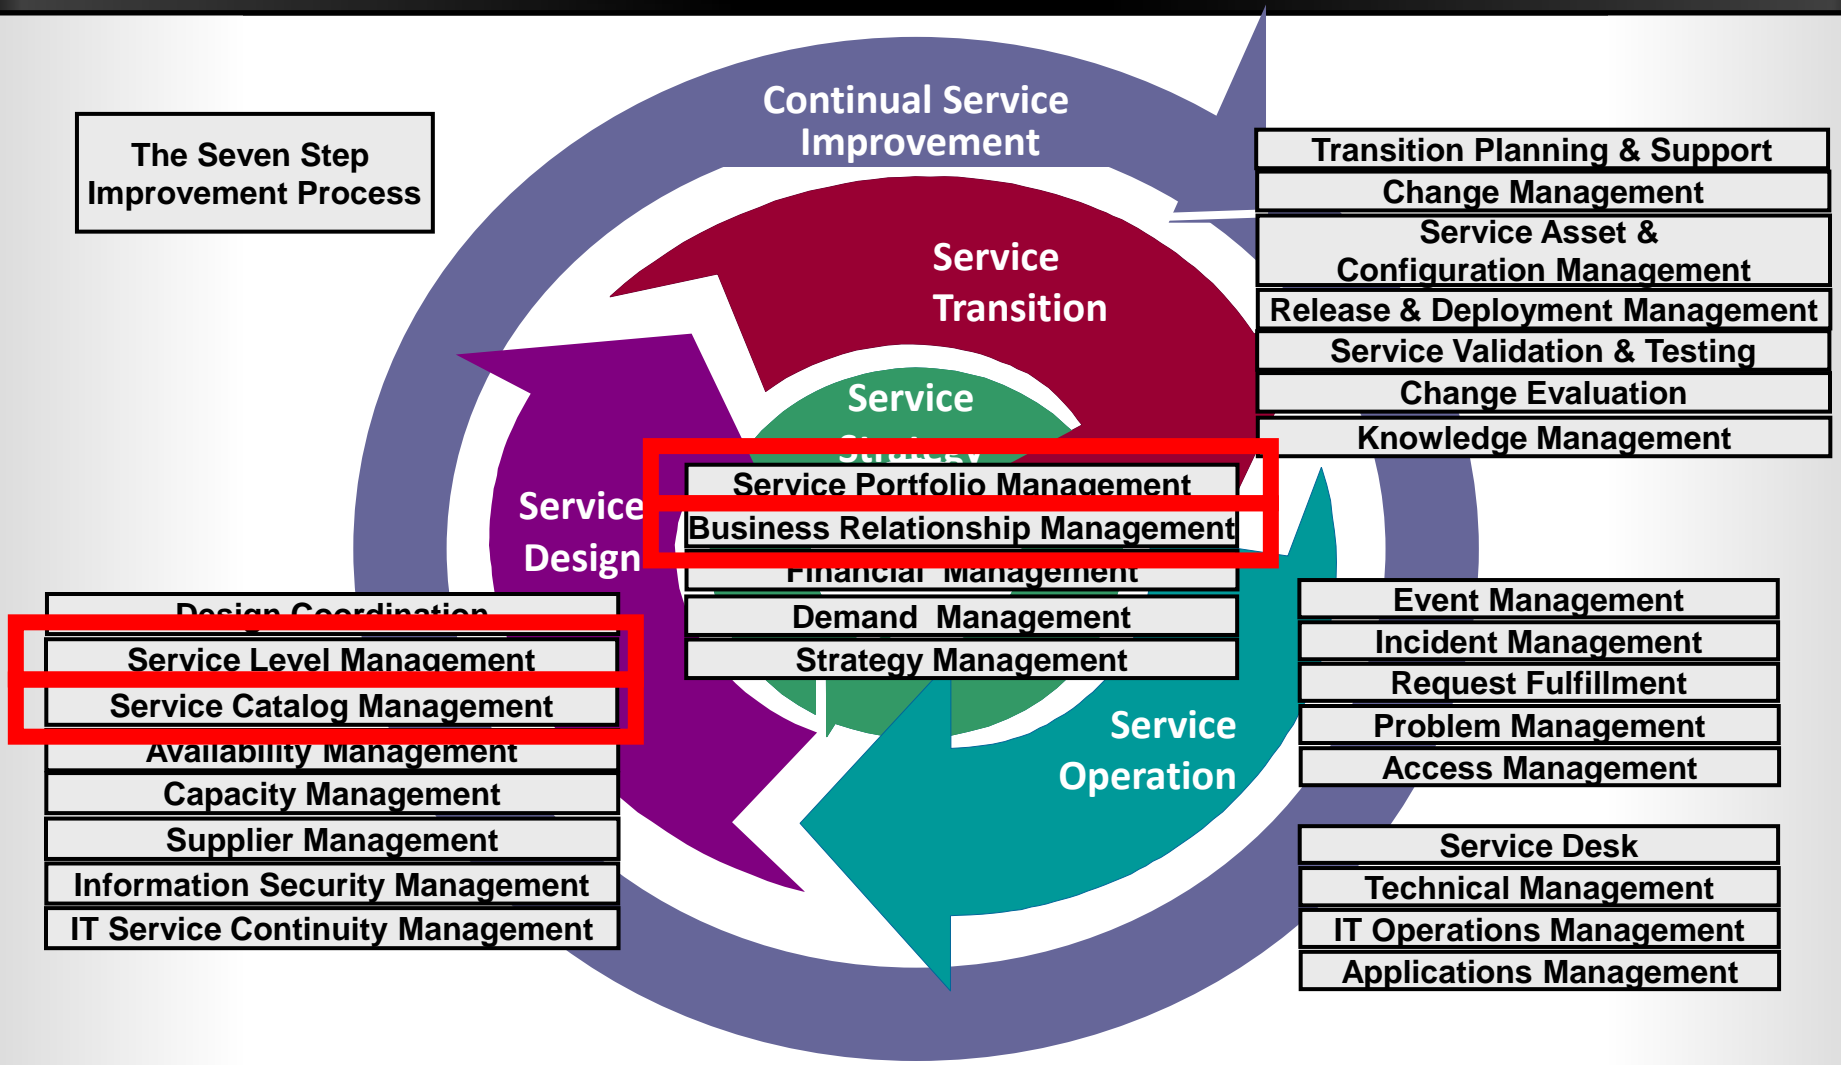 Continual Service
Improvement
The Seven Step
Improvement Process
Transition Planning & Support
Change Management
Service Asset &
Configuration Management
Release & Deployment Management
Service Validation & Testing
Change Evaluation
Knowledge Management
Service
Transition
Service
Strategy
Service Portfolio Management
Business Relationship Management
Financial Management
Demand Management
Strategy Management
Service
Design
Design Coordination
Service Level Management
Service Catalog Management
Availability Management
Capacity Management
Supplier Management
Information Security Management
IT Service Continuity Management
Service
Operation
Event Management
Incident Management
Request Fulfillment
Problem Management
Access Management
Service Desk
Technical Management
IT Operations Management
Applications Management